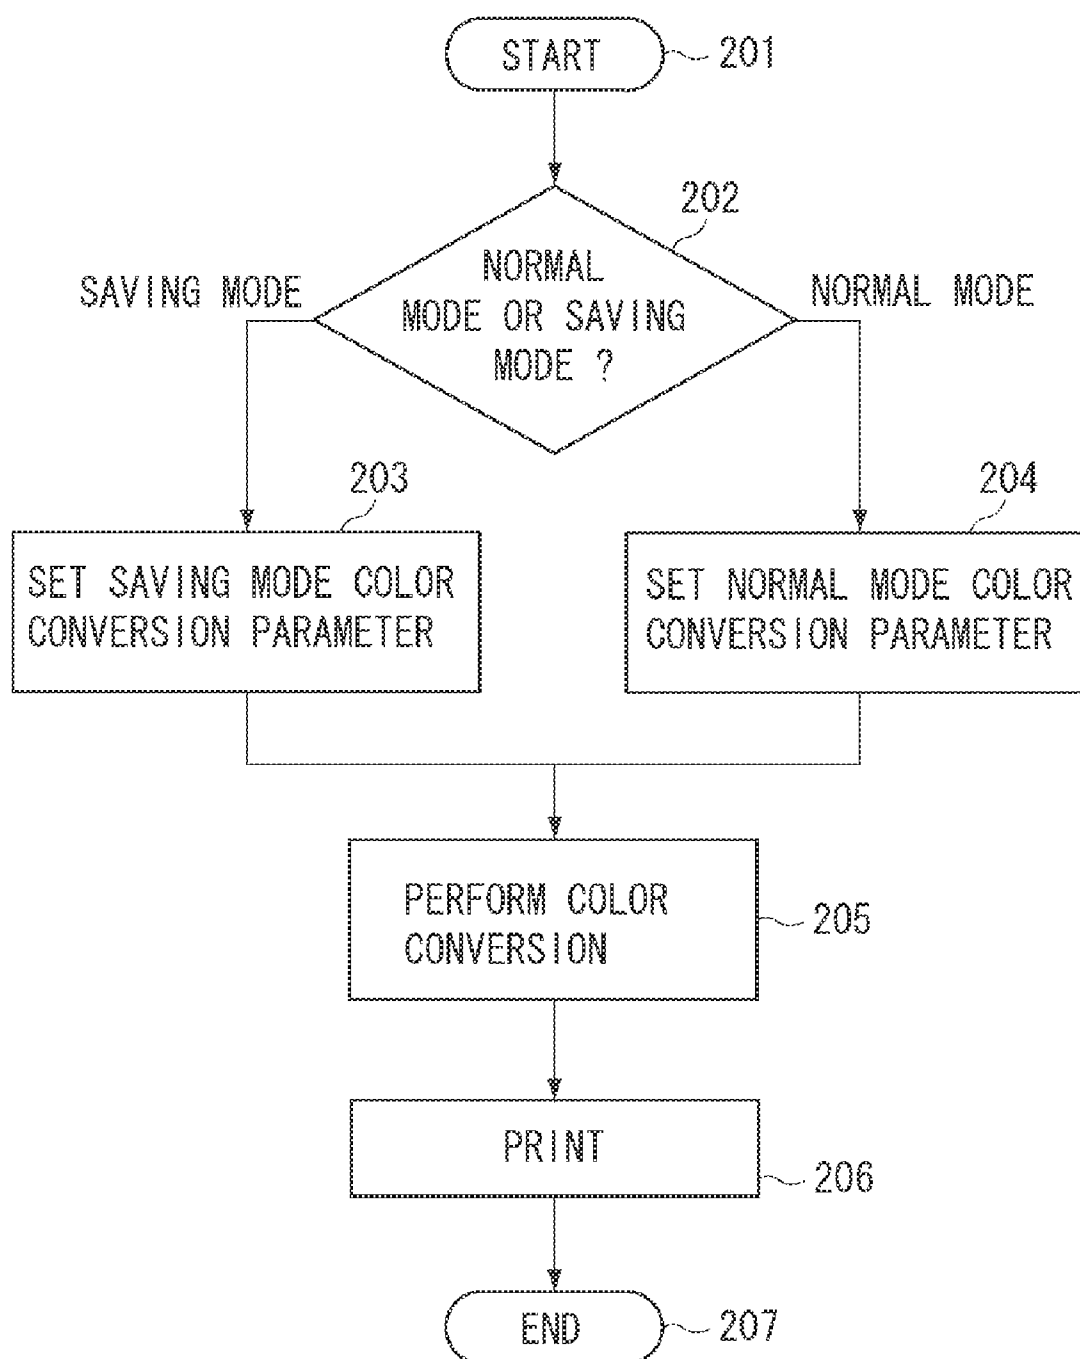 START
201
202
NORMAL
MODE OR SAVING
MODE ?
SAVING MODE
NORMAL MODE
203
204
SET SAVING MODE COLOR
CONVERSION PARAMETER
SET NORMAL MODE COLOR
CONVERSION PARAMETER
PERFORM COLOR
CONVERSION
205
PRINT
206
END
207